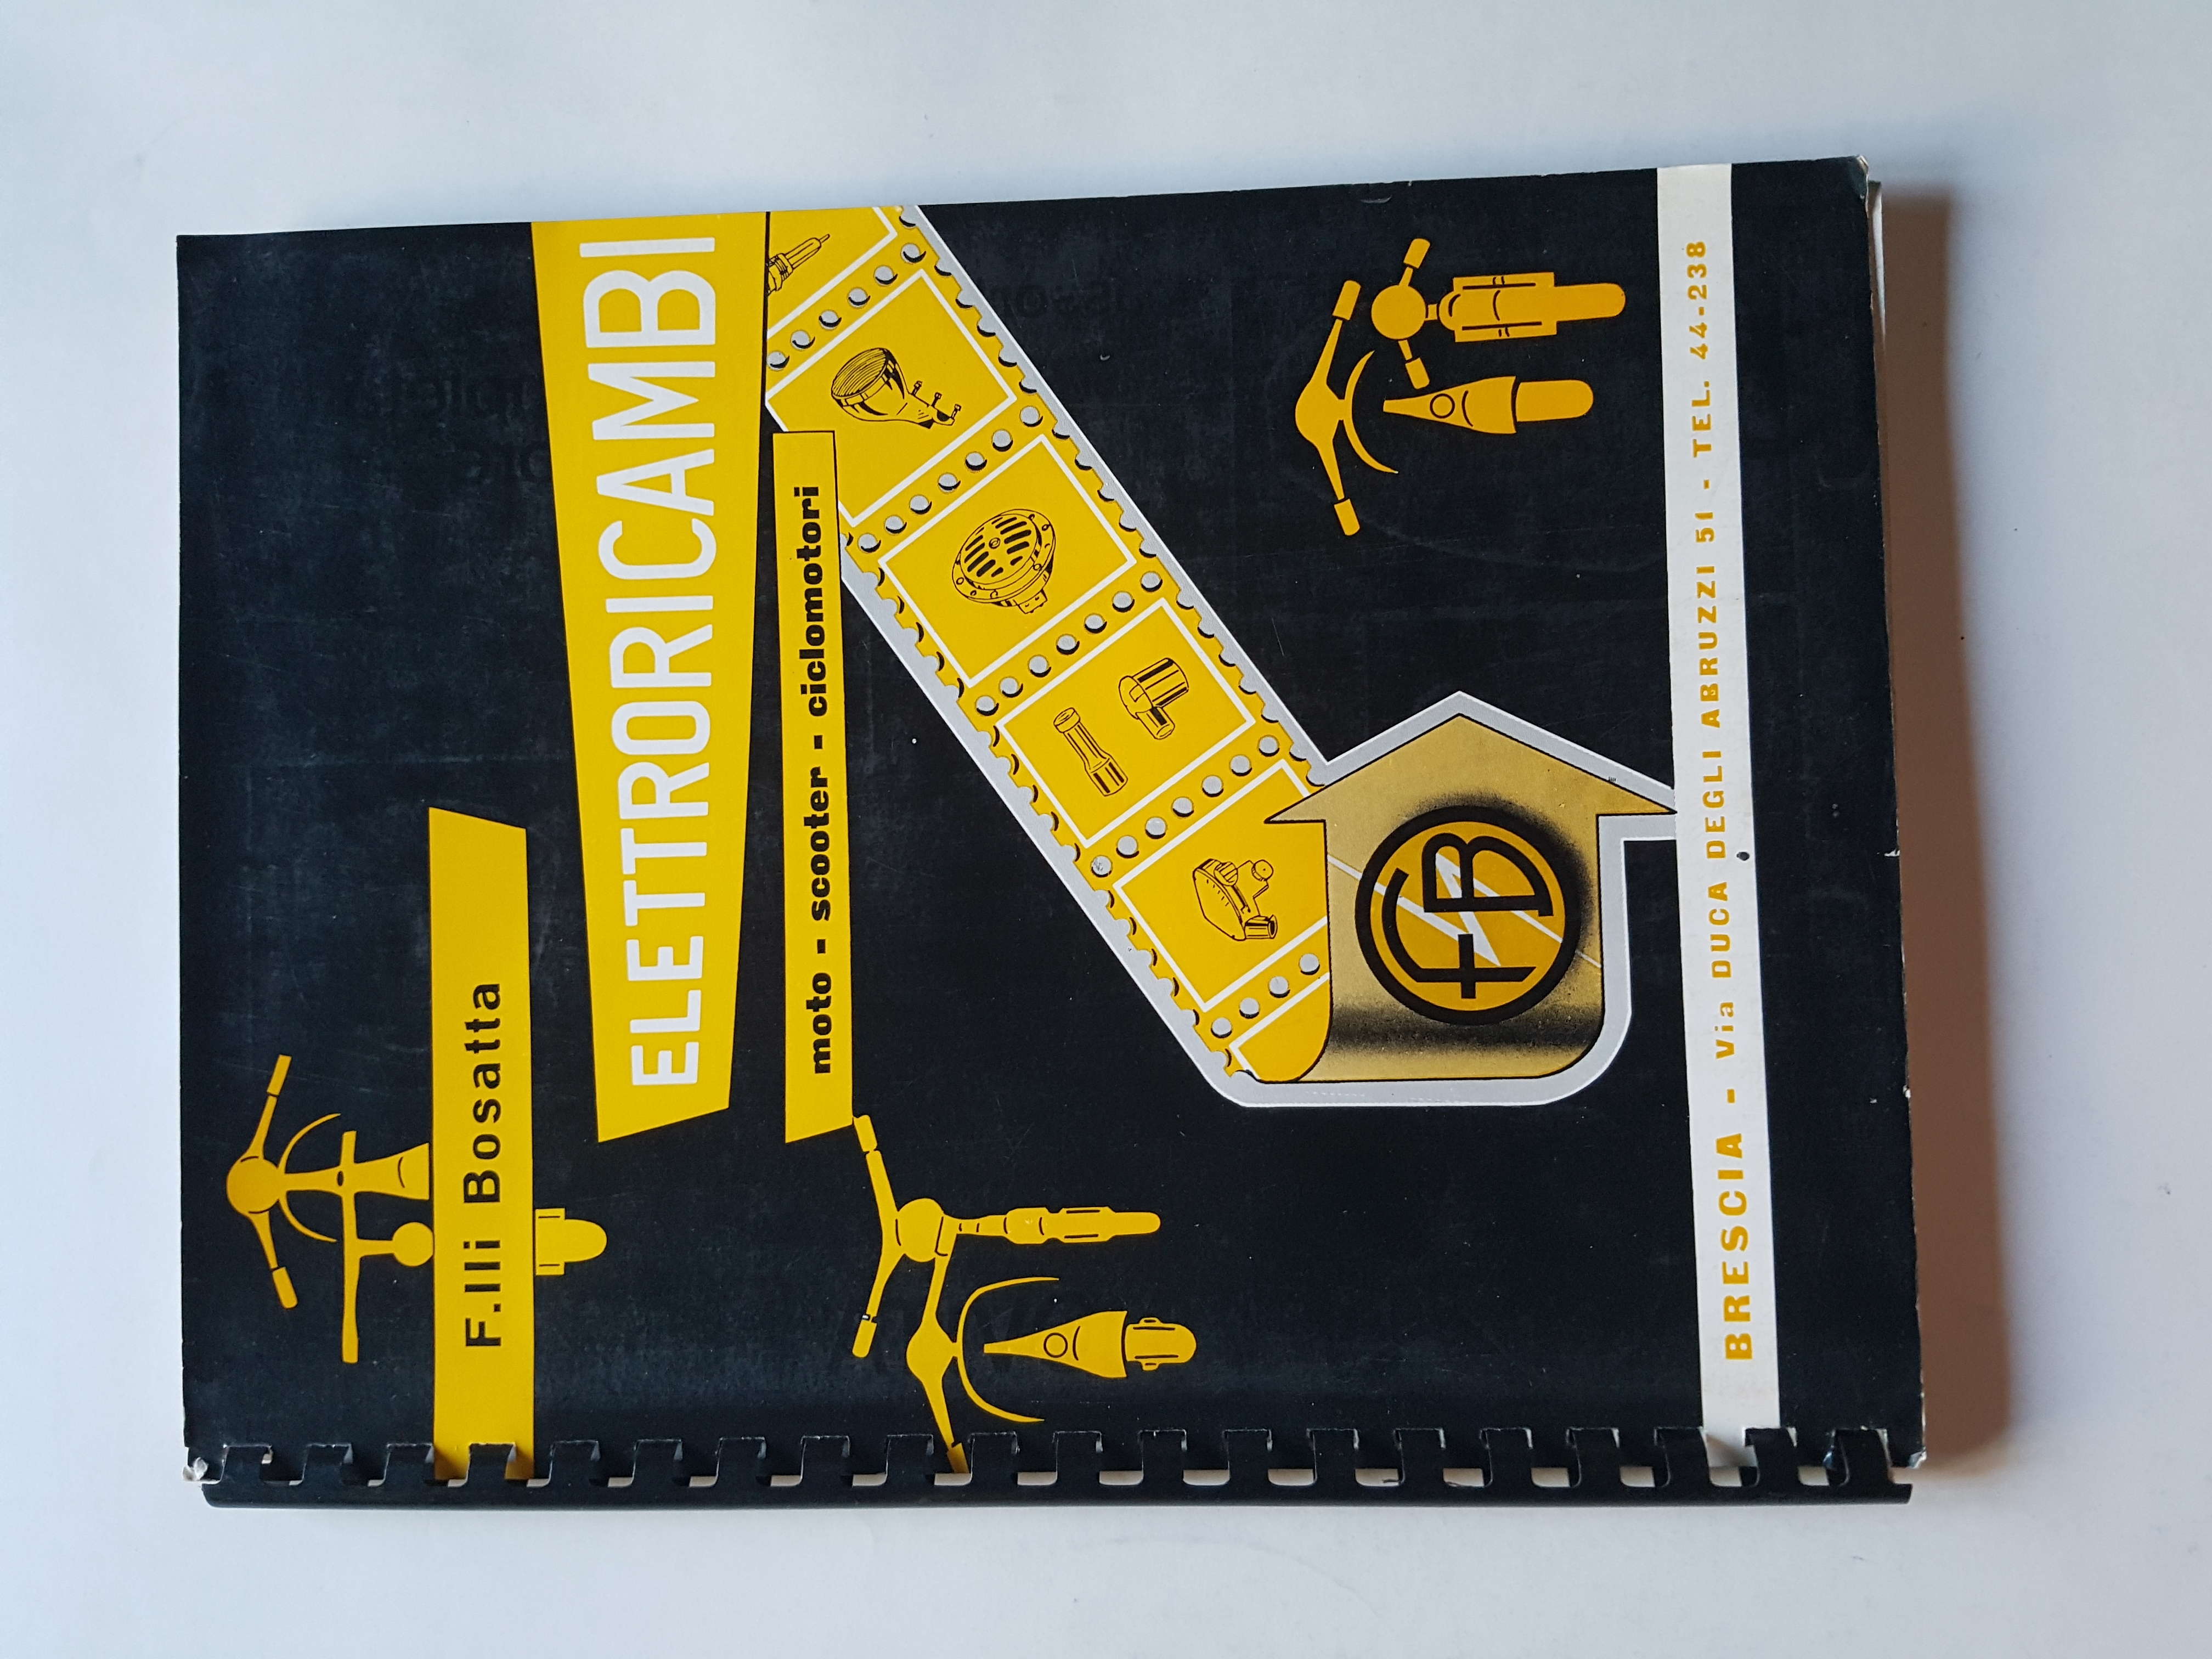 F.lli Bosatta
ELETTRORICAMBI
moto - scooter - ciclomotori
FB
BRESCIA - Via DUCA DEGLI ABRUZZI 51 - TEL. 44-238